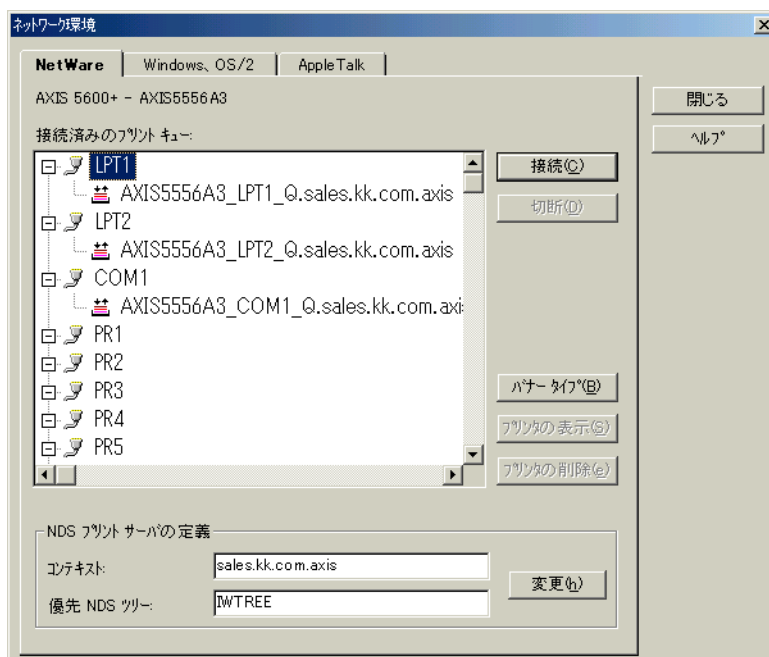 ネットワーク環境
NetWare
Windows、OS/2
AppleTalk
AXIS 5600+ - AXIS5556A3
閉じる
ヘルプ
接続済みのプリント キュー:
LPT1
AXIS5556A3_LPT1_Q.sales.kk.com.axis
LPT2
AXIS5556A3_LPT2_Q.sales.kk.com.axis
COM1
AXIS5556A3_COM1_Q.sales.kk.com.axi
PR1
PR2
PR3
PR4
PR5
接続(C)
切断(D)
バナー タイプ(B)
プリンタの表示(S)
プリンタの削除(e)
NDS プリント サーバの定義
コンテキスト:
sales.kk.com.axis
優先 NDS ツリー:
IWTREE
変更(h)